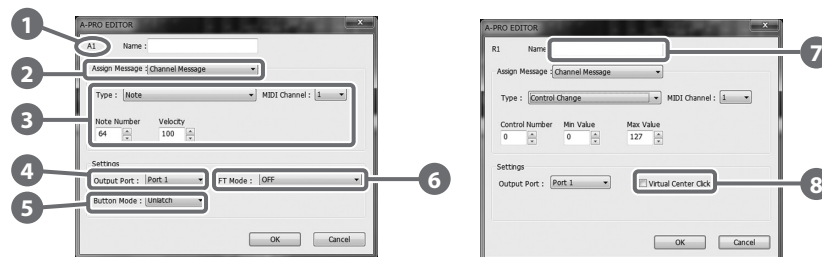 A-PRO EDITOR
A1 Name :
Assign Message : Channel Message
Type : Note MIDI Channel : 1
Note Number Velocity
64 100
Settings
Output Port : Port 1 FT Mode : OFF
Button Mode : Unlatch
OK Cancel
1
2
3
4
5
6
A-PRO EDITOR
R1 Name
Assign Message : Channel Message
Type : Control Change MIDI Channel : 1
Control Number Min Value Max Value
0 0 127
Settings
Output Port : Port 1 Virtual Center Click
OK Cancel
7
8